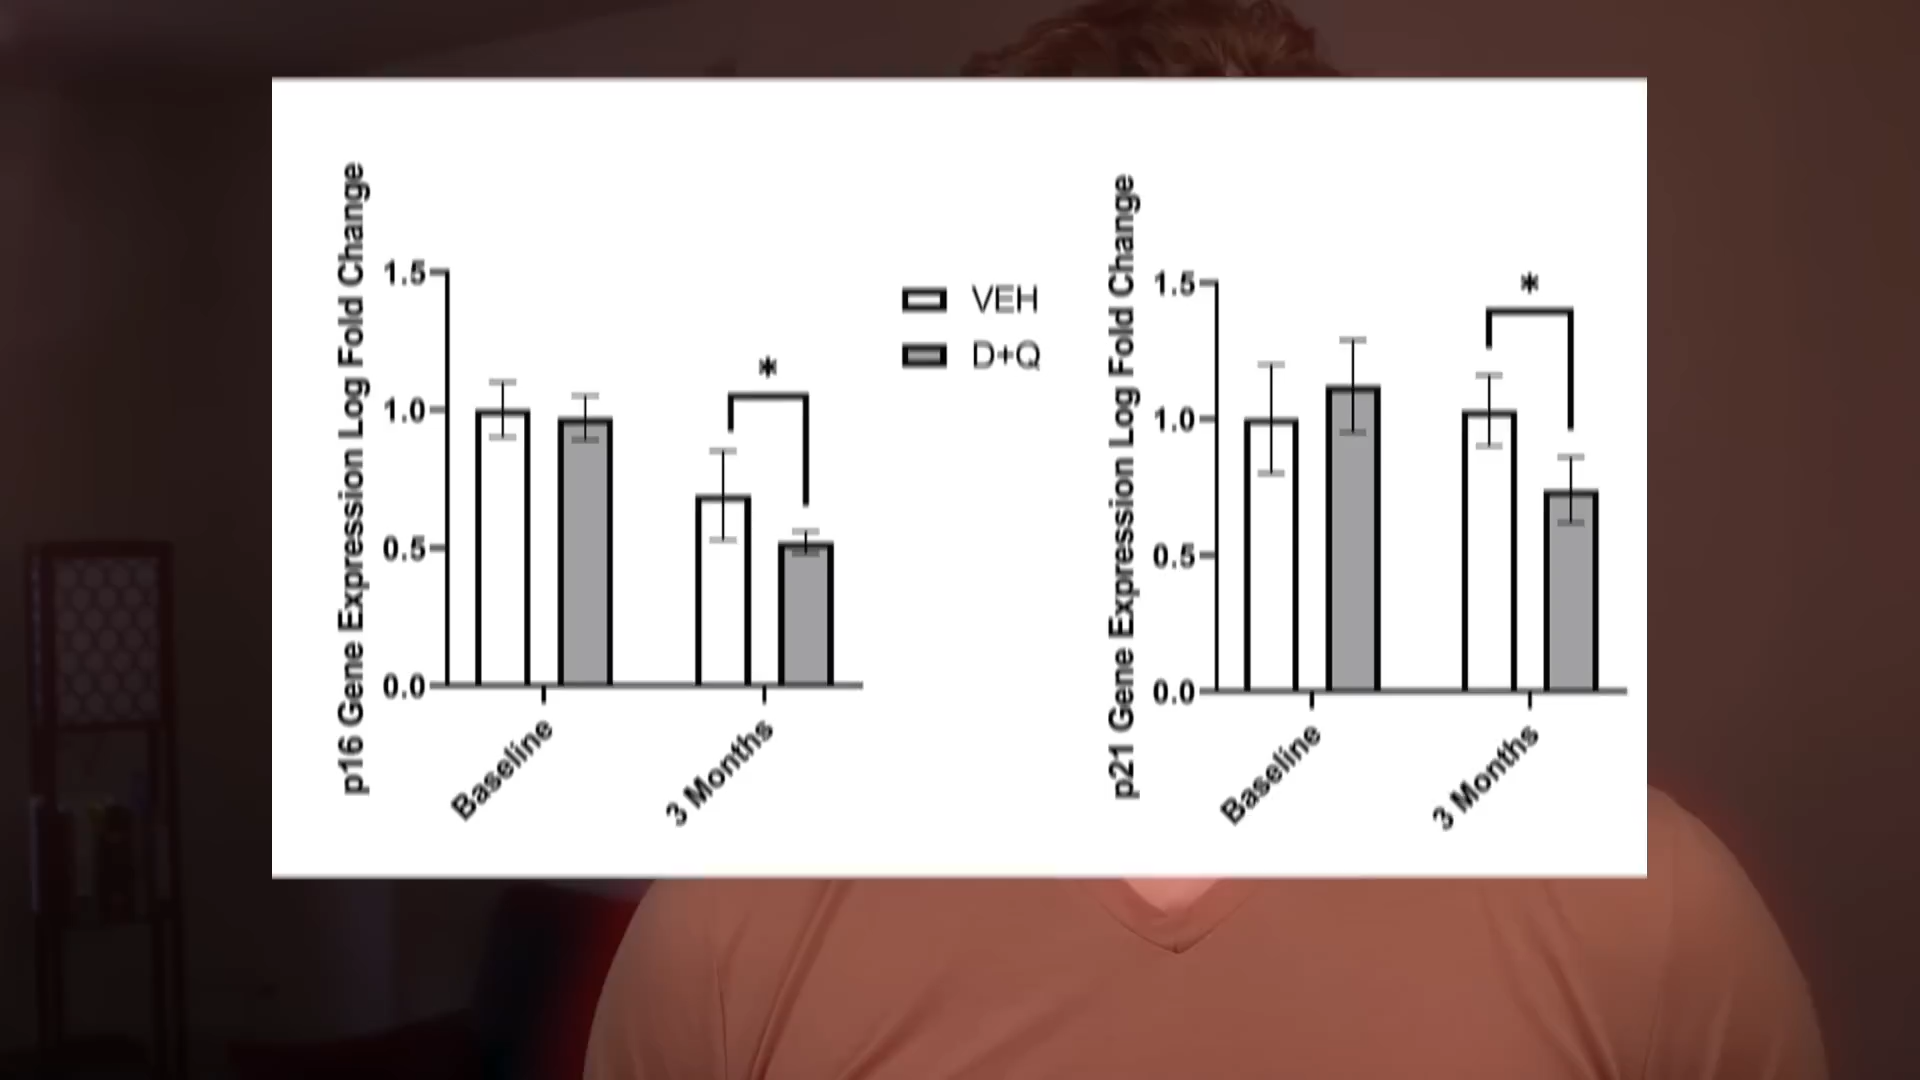 p16 Gene Expression Log Fold Change
1.5
1.0
0.5
0.0
*
Baseline
3 Months
VEH
D+Q
p21 Gene Expression Log Fold Change
1.5
1.0
0.5
0.0
*
Baseline
3 Months